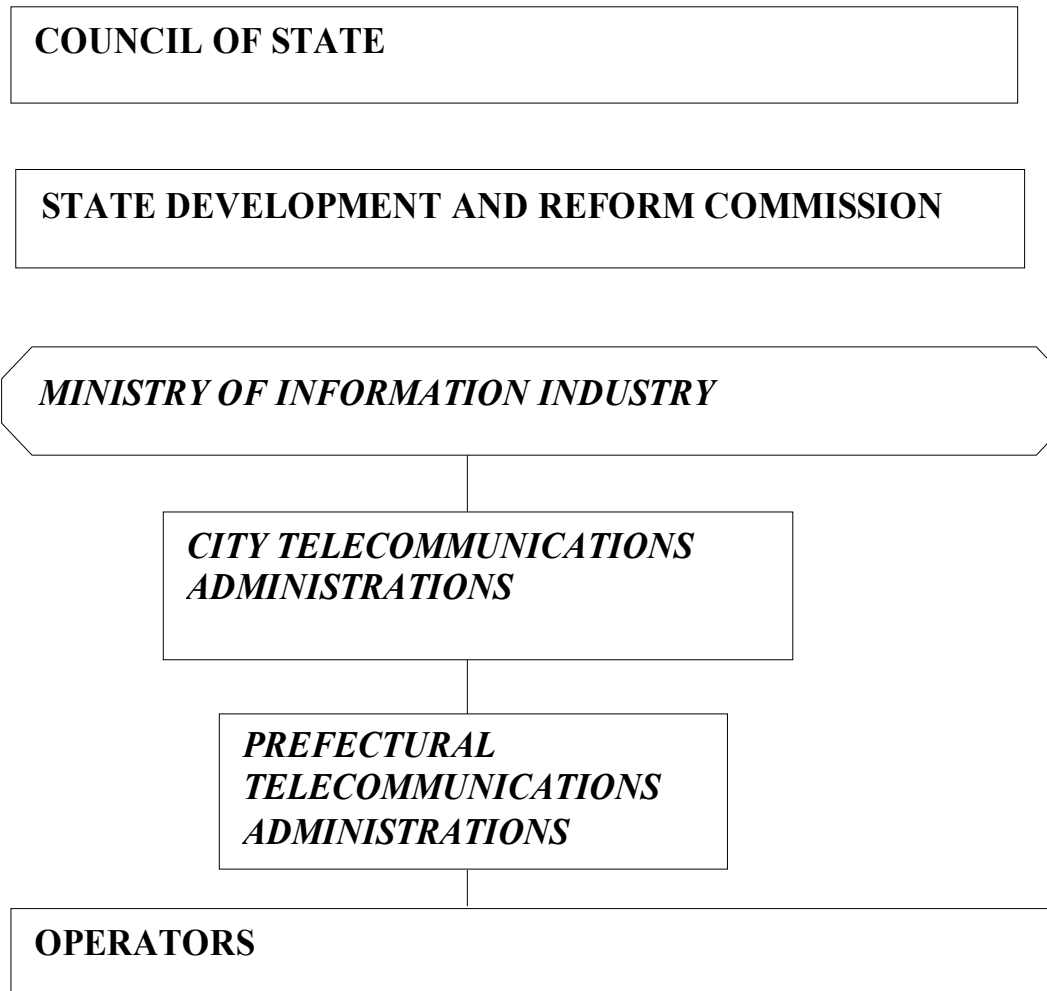 COUNCIL OF STATE
STATE DEVELOPMENT AND REFORM COMMISSION
MINISTRY OF INFORMATION INDUSTRY
CITY TELECOMMUNICATIONS
ADMINISTRATIONS
PREFECTURAL
TELECOMMUNICATIONS
ADMINISTRATIONS
OPERATORS